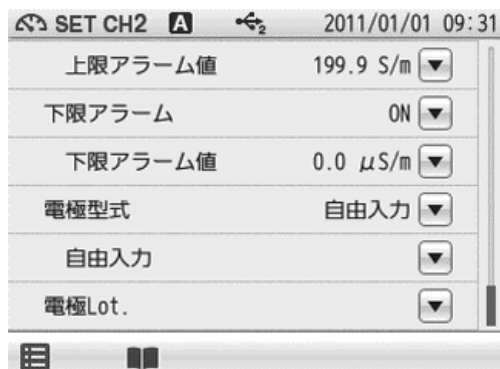 SET CH2 A 2 2011/01/01 09:31
上限アラーム値 199.9 S/m
下限アラーム ON
下限アラーム値 0.0 μS/m
電極型式 自由入力
自由入力
電極Lot.